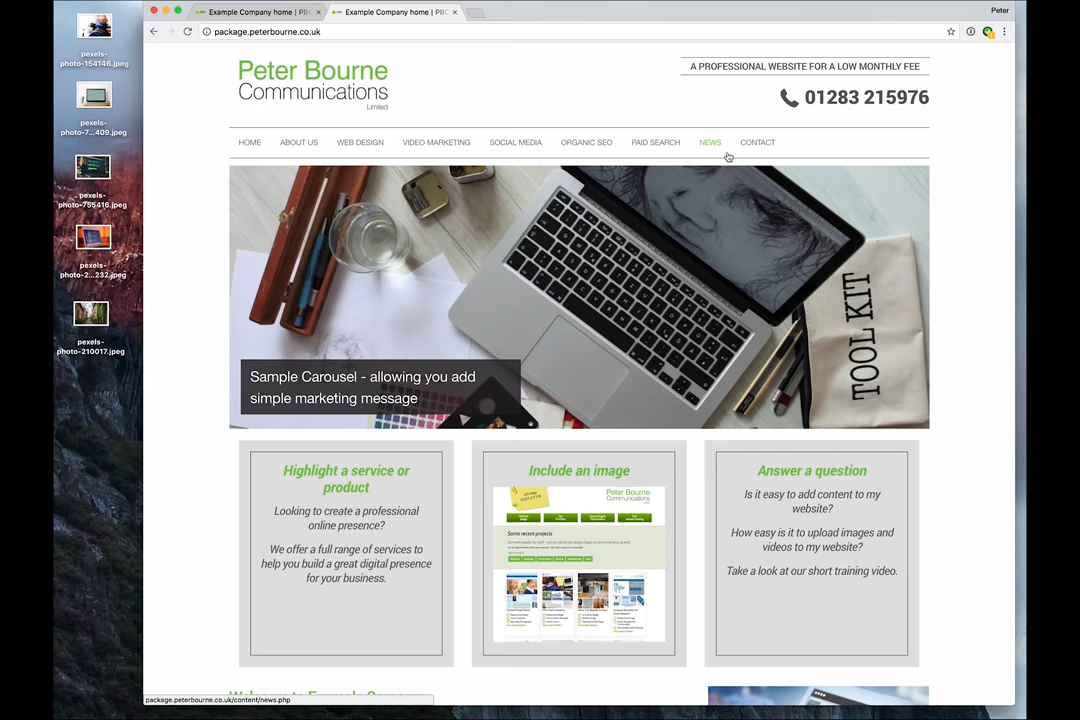 Example Company home | PBC
Example Company home | PBC
Peter
package.peterbourne.co.uk
pexels-
photo-154146.jpeg
pexels-
photo-7...409.jpeg
pexels-
photo-755416.jpeg
pexels-
photo-2...232.jpeg
pexels-
photo-210017.jpeg
Peter Bourne
Communications
Limited
A PROFESSIONAL WEBSITE FOR A LOW MONTHLY FEE
01283 215976
HOME ABOUT US WEB DESIGN VIDEO MARKETING SOCIAL MEDIA ORGANIC SEO PAID SEARCH NEWS CONTACT
TOOL KIT
Sample Carousel - allowing you add
simple marketing message
Highlight a service or
product
Looking to create a professional
online presence?
We offer a full range of services to
help you build a great digital presence
for your business.
Include an image
Peter Bourne
Communications
Some recent projects
Answer a question
Is it easy to add content to my
website?
How easy is it to upload images and
videos to my website?
Take a look at our short training video.
package.peterbourne.co.uk/content/news.php